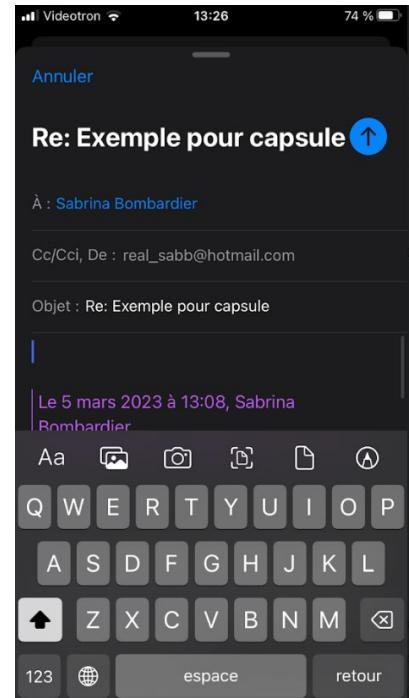 Videotron 13:26 74 %
Annuler
Re: Exemple pour capsule
À : Sabrina Bombardier
Cc/Cci, De : real_sabb@hotmail.com
Objet : Re: Exemple pour capsule
Le 5 mars 2023 à 13:08, Sabrina
Bombardier
Aa
Q W E R T Y U I O P
A S D F G H J K L
Z X C V B N M
123 espace retour